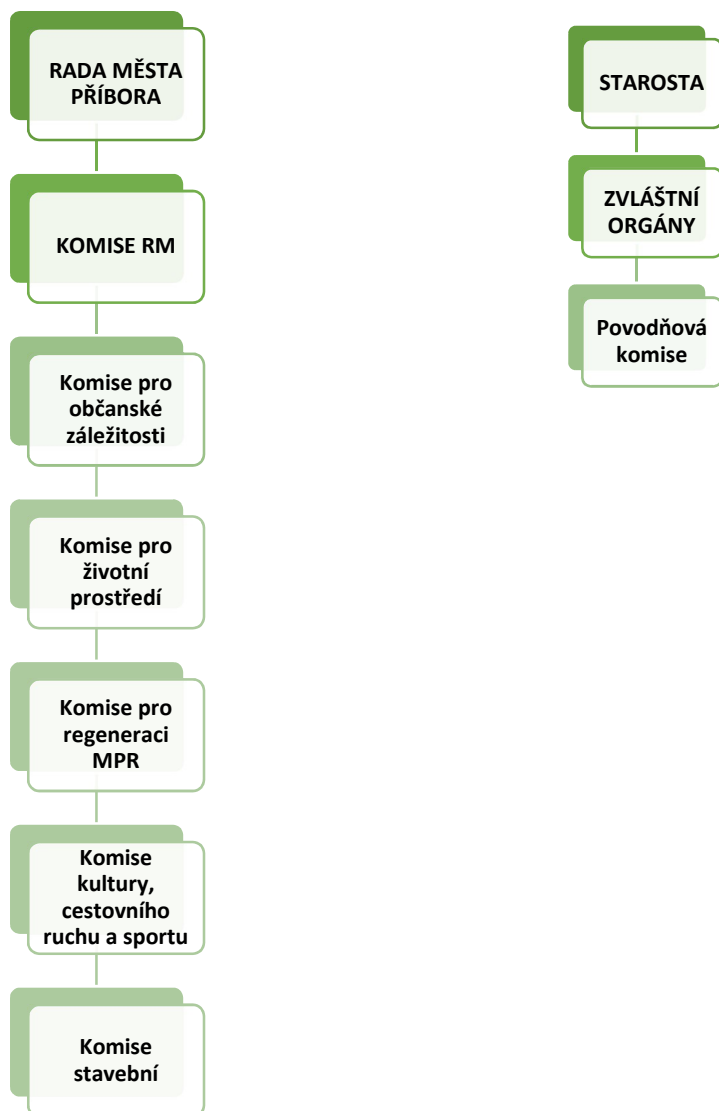 RADA MĚSTA
PŘÍBORA
KOMISE RM
Komise pro
občanské
záležitosti
Komise pro
životní
prostředí
Komise pro
regeneraci
MPR
Komise
kultury,
cestovního
ruchu a sportu
Komise
stavební
STAROSTA
ZVLÁŠTNÍ
ORGÁNY
Povodňová
komise